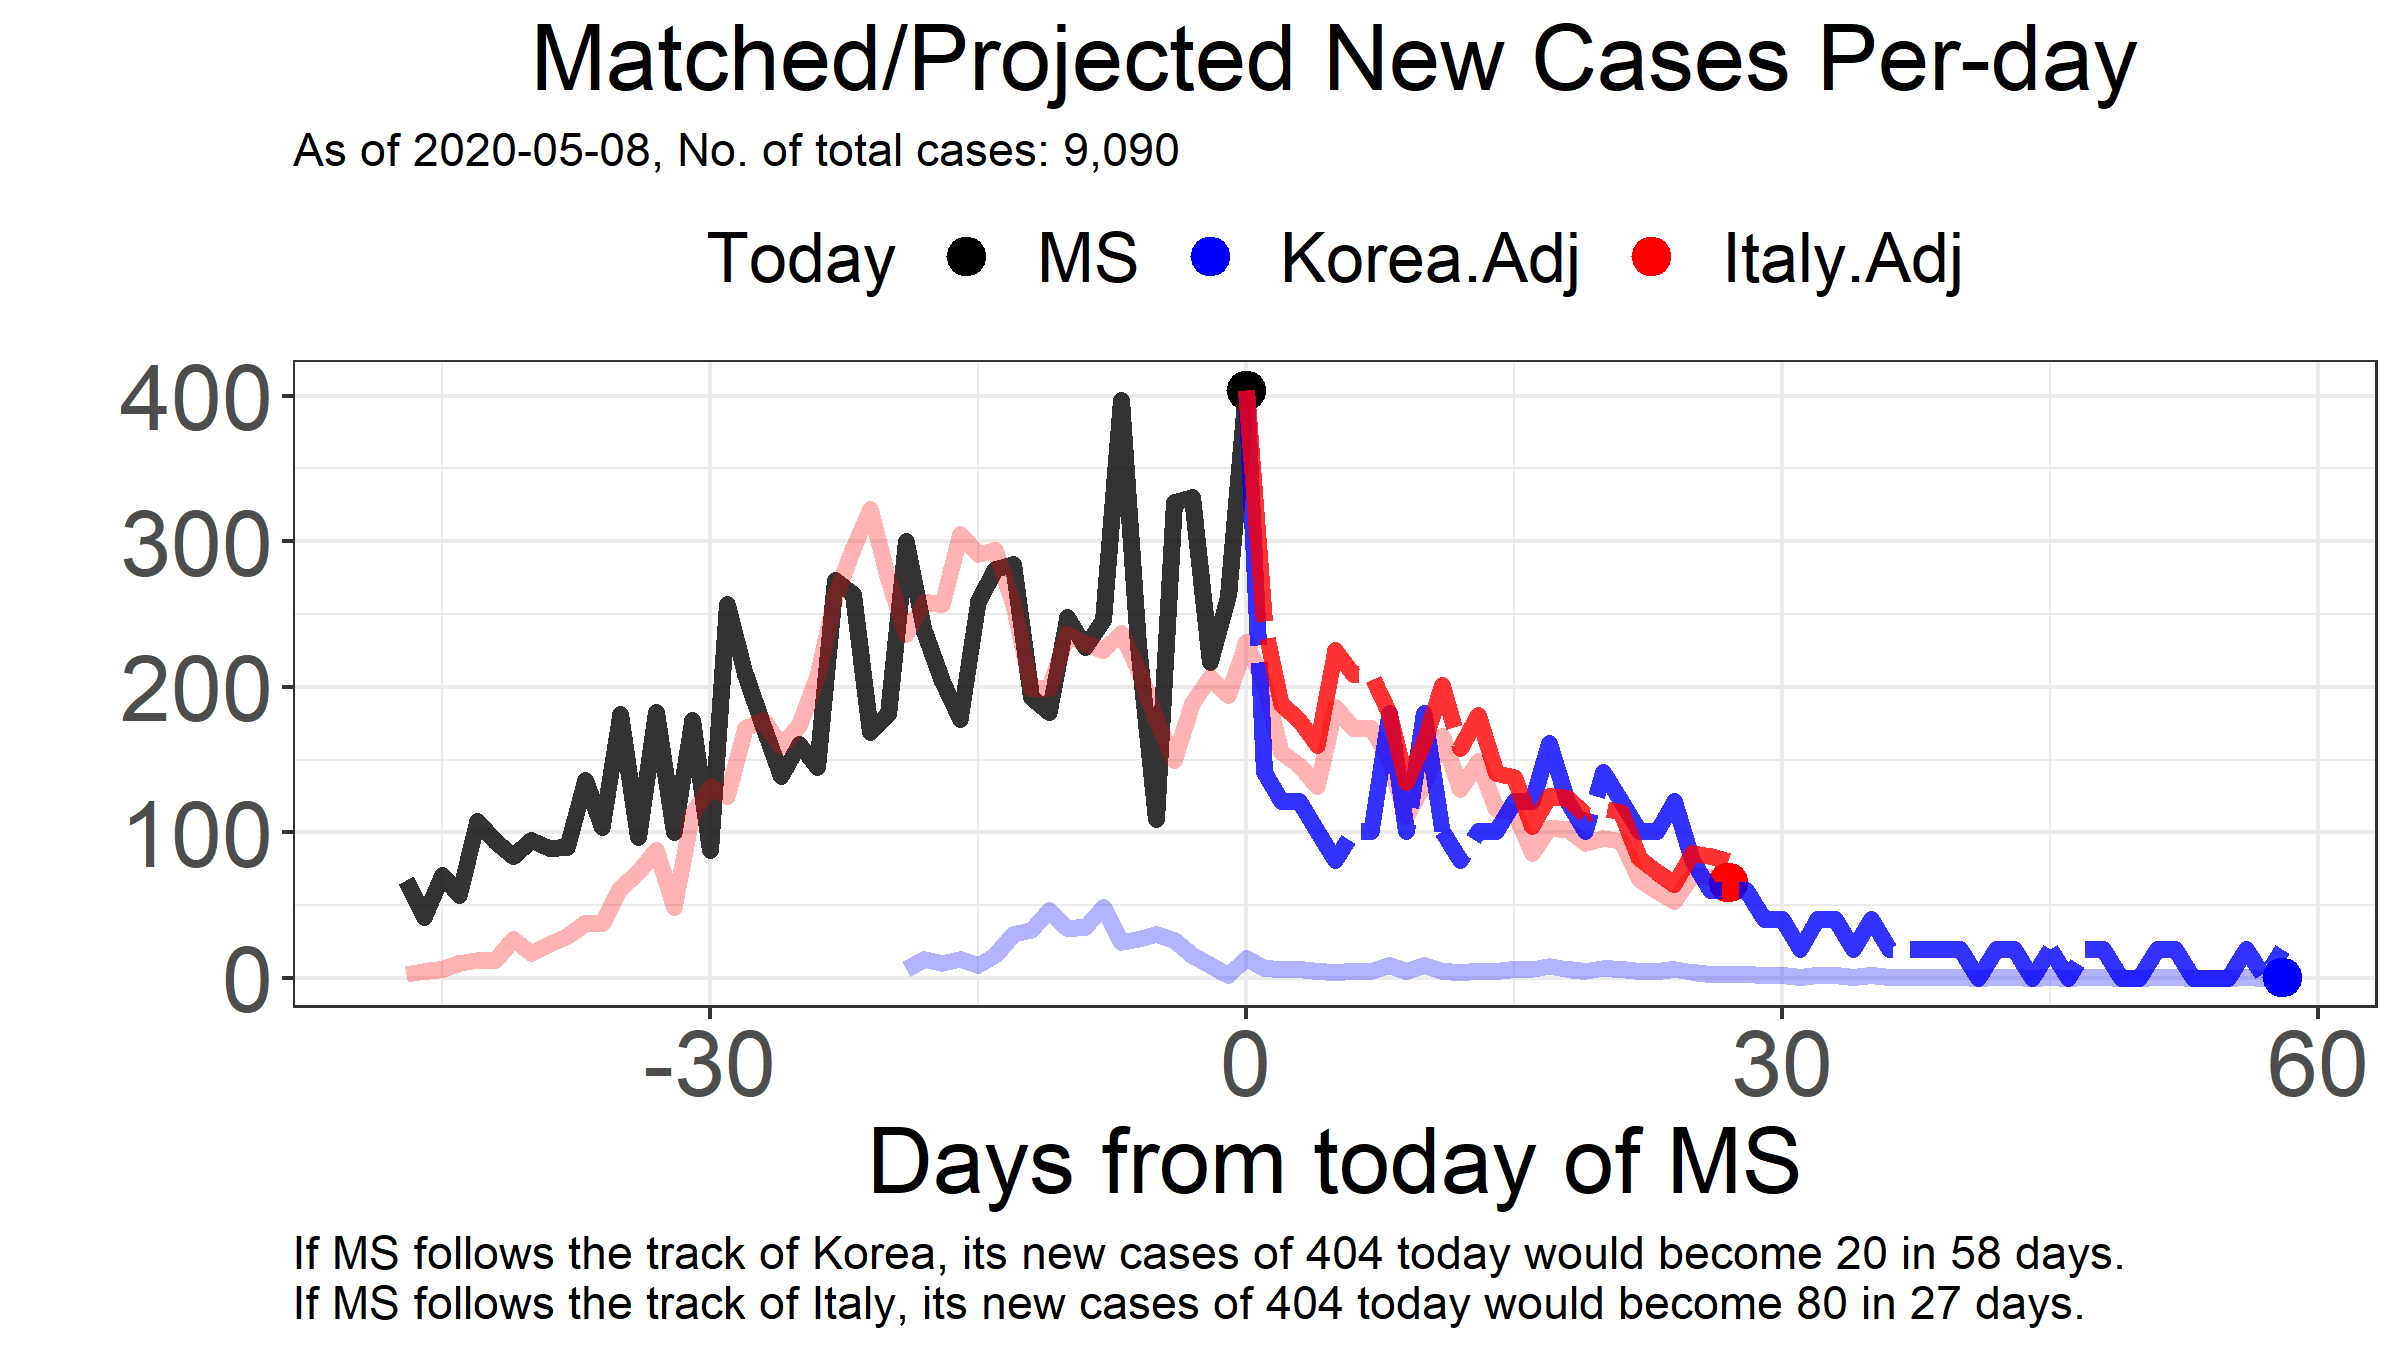 Matched/Projected New Cases Per-day
As of 2020-05-08, No. of total cases: 9,090
Today MS Korea.Adj Italy.Adj
400
300
200
100
0
-30 0 30 60
Days from today of MS
If MS follows the track of Korea, its new cases of 404 today would become 20 in 58 days.
If MS follows the track of Italy, its new cases of 404 today would become 80 in 27 days.